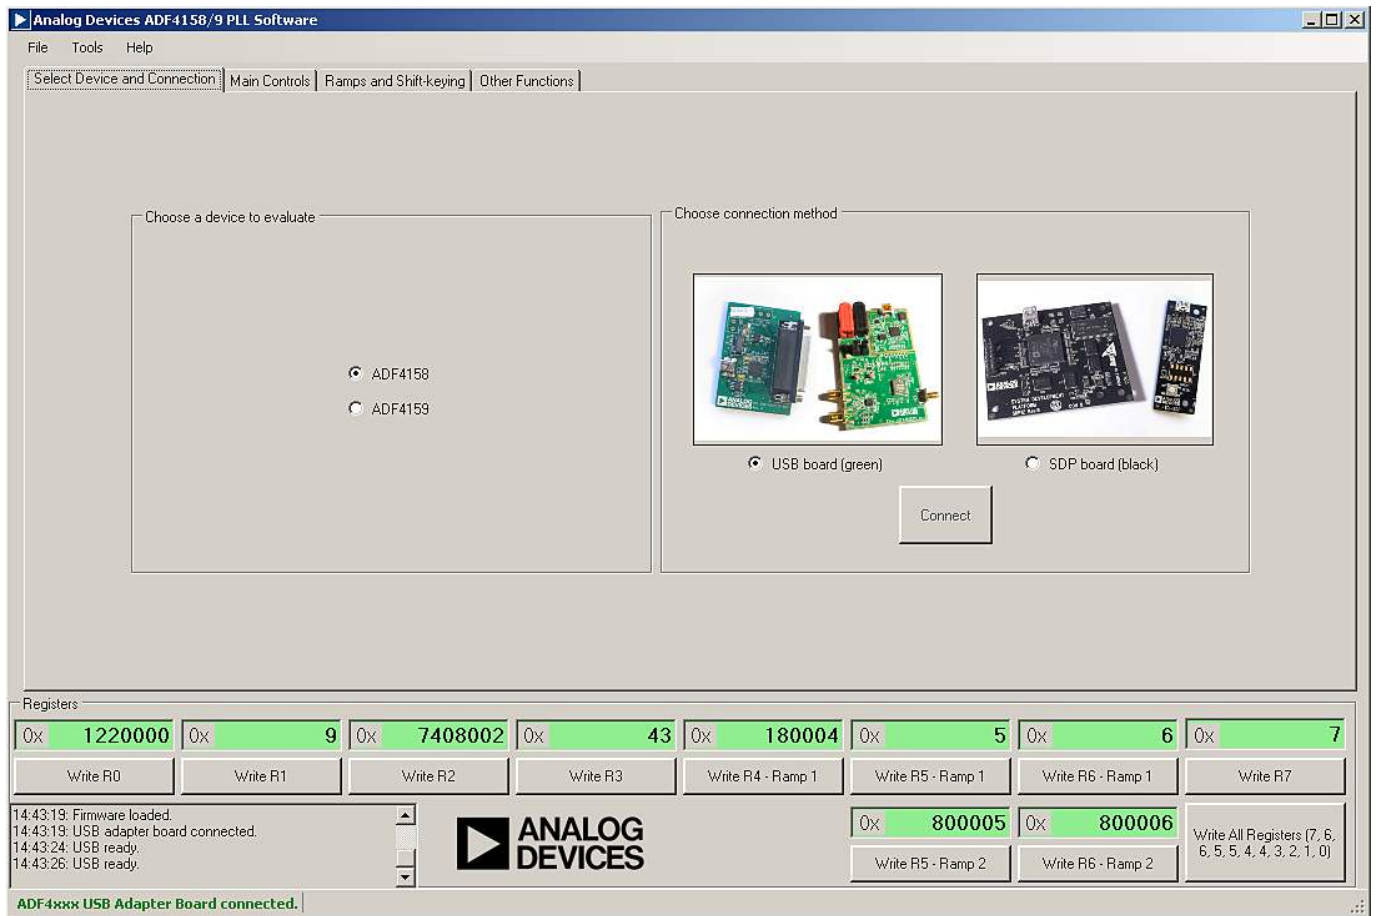 Analog Devices ADF4158/9 PLL Software
File Tools Help
Select Device and Connection Main Controls Ramps and Shift-keying Other Functions
Choose a device to evaluate
Choose connection method
ADF4158
ADF4159
USB board (green)
SDP board (black)
Connect
Registers
0x 1220000 0x 9 0x 7408002 0x 43 0x 180004 0x 5 0x 6 0x 7
Write R0 Write R1 Write R2 Write R3 Write R4 - Ramp 1 Write R5 - Ramp 1 Write R6 - Ramp 1 Write R7
14:43:19: Firmware loaded.
14:43:19: USB adapter board connected.
14:43:24: USB ready.
14:43:26: USB ready.
ANALOG
DEVICES
0x 800005 0x 800006
Write R5 - Ramp 2 Write R6 - Ramp 2
Write All Registers (7, 6,
6, 5, 5, 4, 4, 3, 2, 1, 0)
ADF4xxx USB Adapter Board connected.